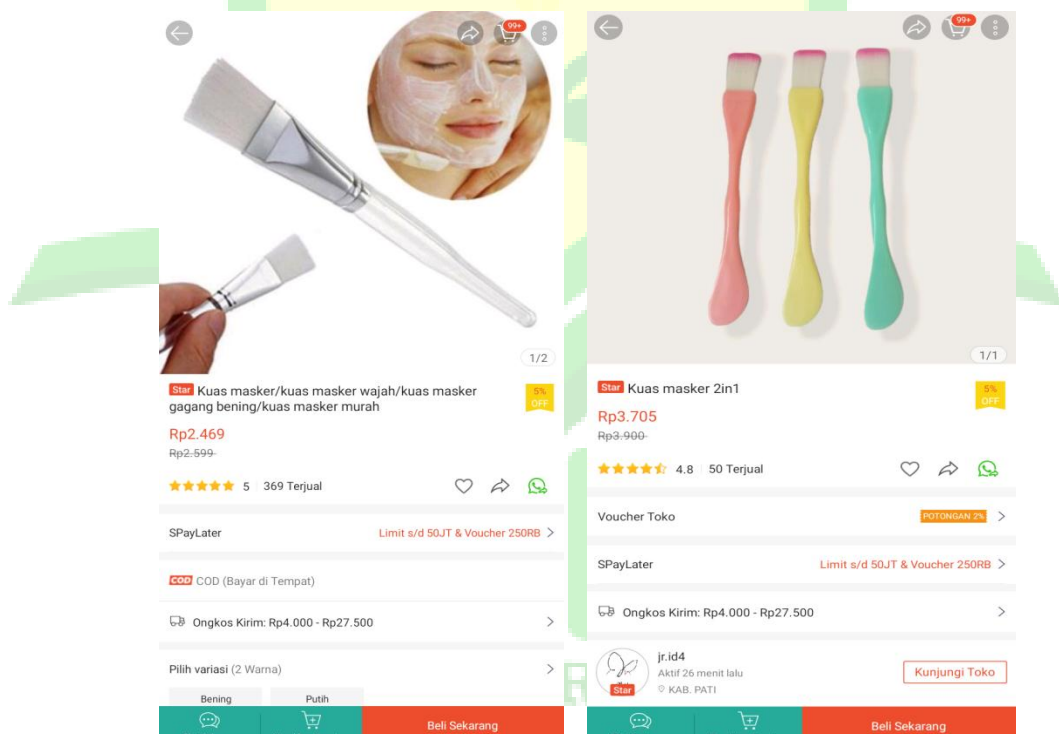 99+
1/2
Star Kuas masker/kuas masker wajah/kuas masker
gagang bening/kuas masker murah
5%
OFF
Rp2.469
Rp2.599
5 369 Terjual
SPayLater Limit s/d 50JT & Voucher 250RB
COD COD (Bayar di Tempat)
Ongkos Kirim: Rp4.000 - Rp27.500
Pilih variasi (2 Warna)
Bening Putih
Beli Sekarang
99+
1/1
Star Kuas masker 2in1
5%
OFF
Rp3.705
Rp3.900
4.8 50 Terjual
Voucher Toko POTONGAN 2%
SPayLater Limit s/d 50JT & Voucher 250RB
Ongkos Kirim: Rp4.000 - Rp27.500
jr.id4
Aktif 26 menit lalu
Star KAB. PATI
Kunjungi Toko
Beli Sekarang